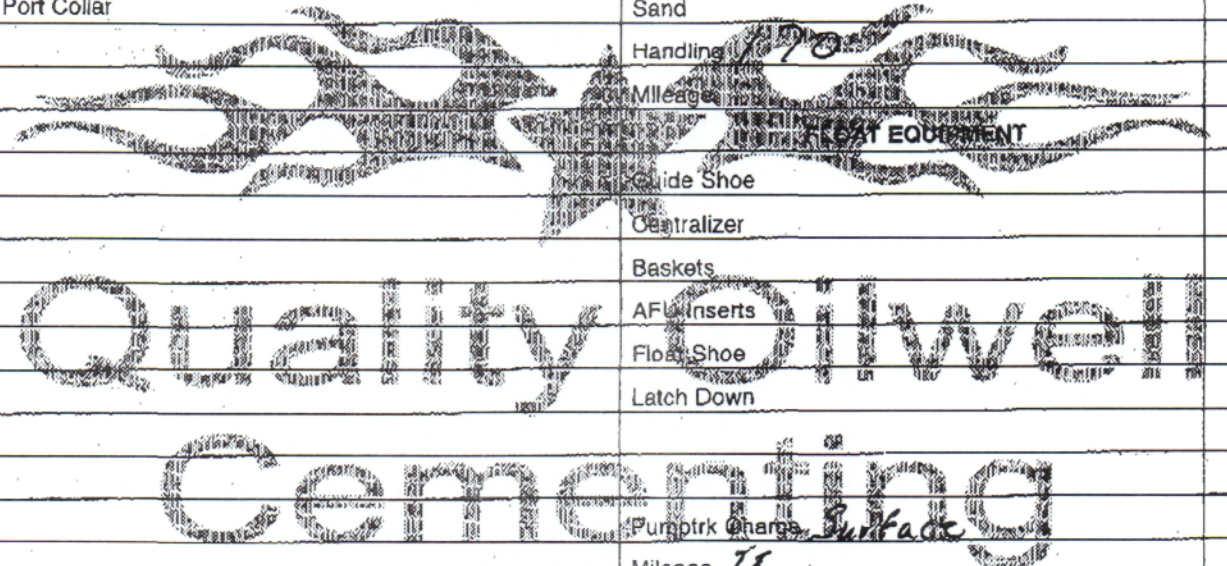 Port Collar
Sand
Handling 170
Mileage
FLOAT EQUIPMENT
Guide Shoe
Centralizer
Baskets
AFU Inserts
Float Shoe
Latch Down
Quality Oilwell
Cementing
Pumptrk Charge Surface
Mileage